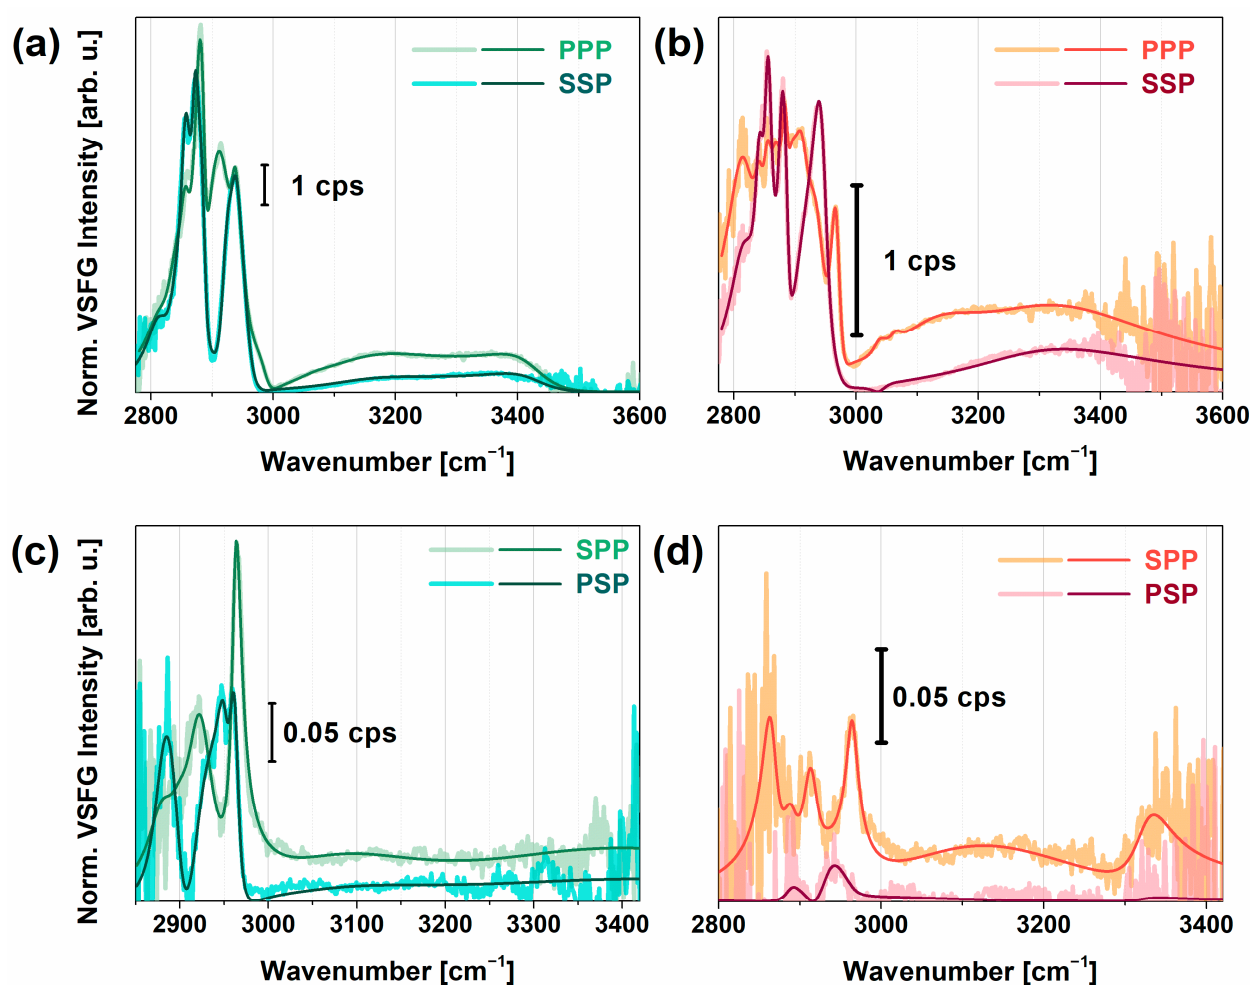 (a)
Norm. VSFG Intensity [arb. u.]
PPP
SSP
1 cps
2800 3000 3200 3400 3600
Wavenumber [cm⁻¹]
(b)
PPP
SSP
1 cps
2800 3000 3200 3400 3600
Wavenumber [cm⁻¹]
(c)
Norm. VSFG Intensity [arb. u.]
SPP
PSP
0.05 cps
2900 3000 3100 3200 3300 3400
Wavenumber [cm⁻¹]
(d)
SPP
PSP
0.05 cps
2800 3000 3200 3400
Wavenumber [cm⁻¹]